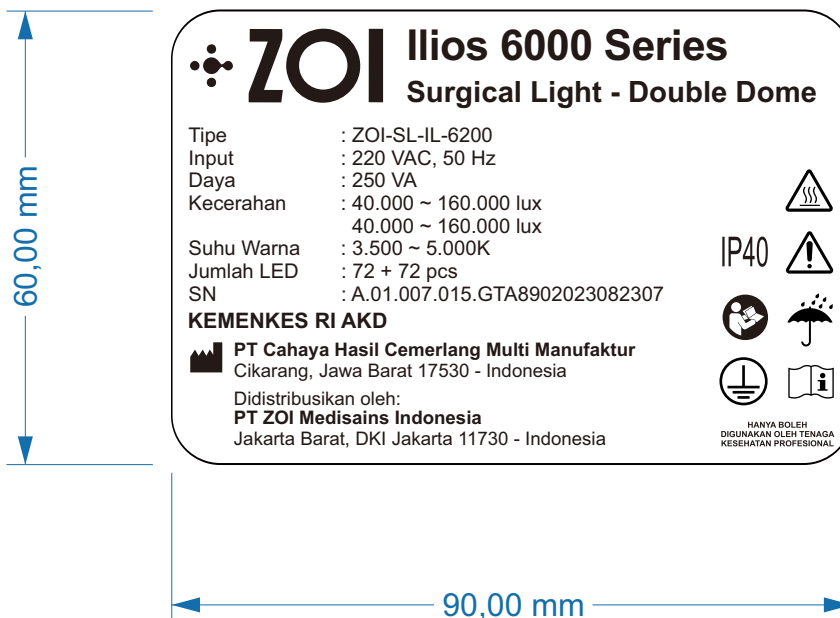 ZOI
Ilios 6000 Series
Surgical Light - Double Dome
Tipe : ZOI-SL-IL-6200
Input : 220 VAC, 50 Hz
Daya : 250 VA
Kecerahan : 40.000 ~ 160.000 lux
40.000 ~ 160.000 lux
Suhu Warna : 3.500 ~ 5.000K
Jumlah LED : 72 + 72 pcs
SN : A.01.007.015.GTA8902023082307
KEMENKES RI AKD
PT Cahaya Hasil Cemerlang Multi Manufaktur
Cikarang, Jawa Barat 17530 - Indonesia
Didistribusikan oleh:
PT ZOI Medisains Indonesia
Jakarta Barat, DKI Jakarta 11730 - Indonesia
IP40
HANYA BOLEH
DIGUNAKAN OLEH TENAGA
KESEHATAN PROFESIONAL
60,00 mm
90,00 mm